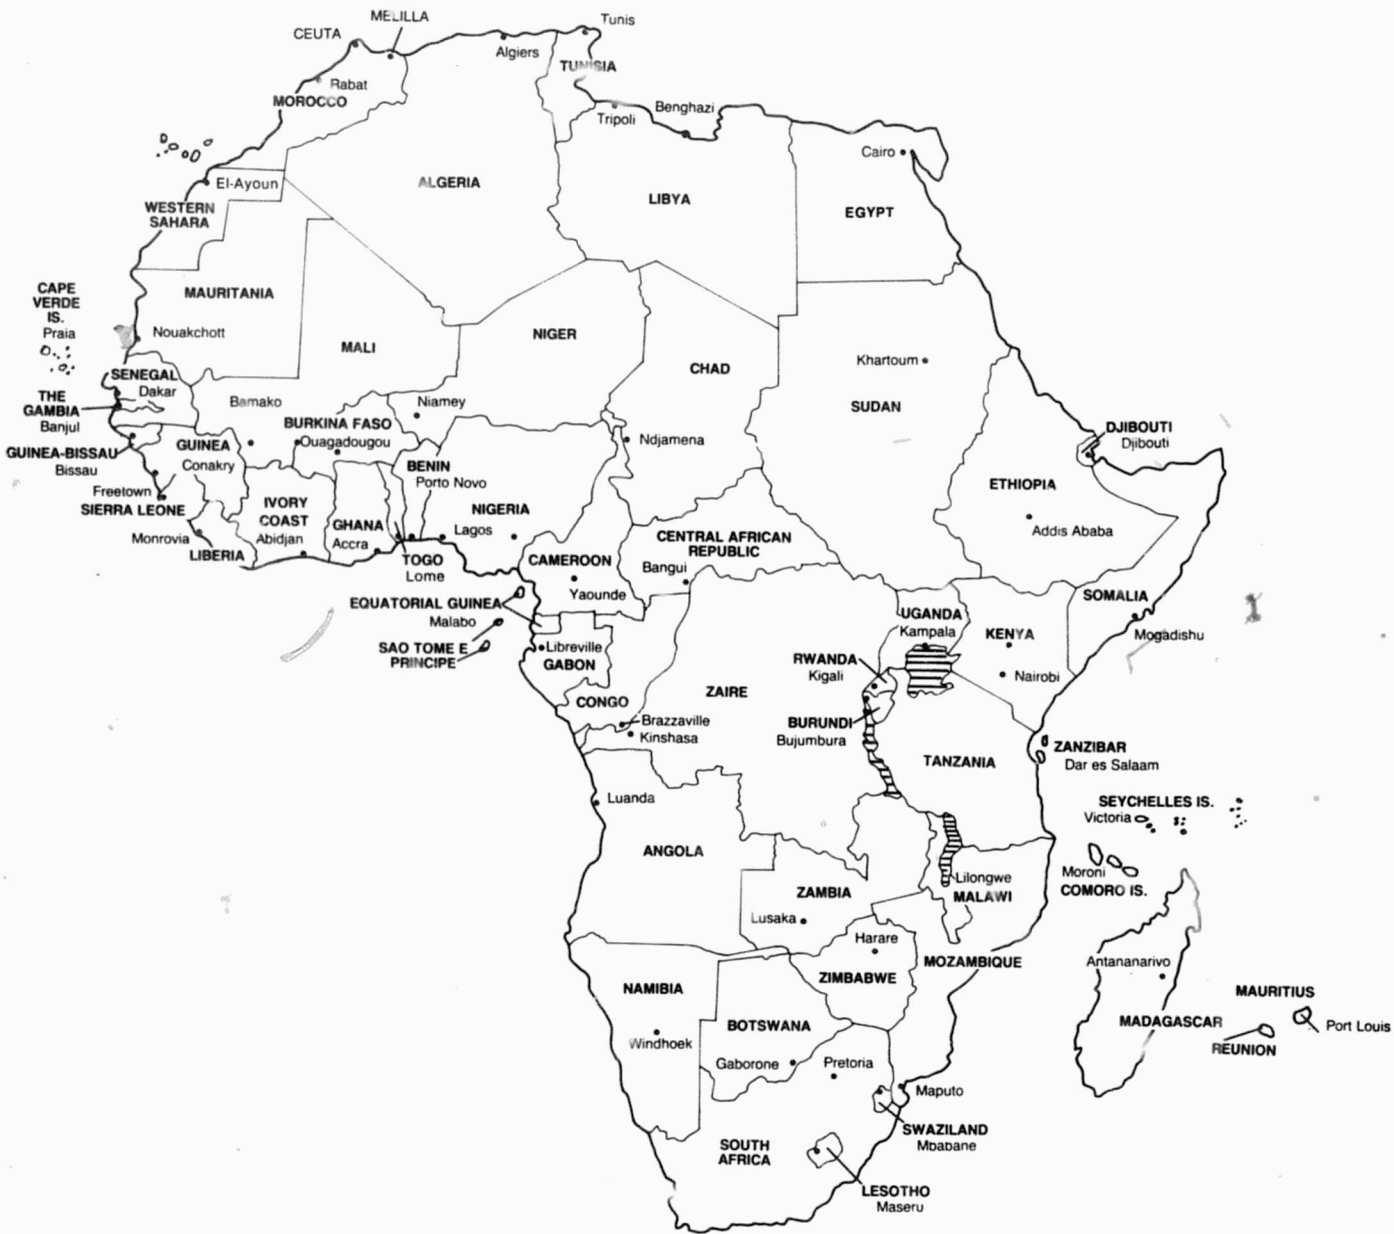 MELILLA
Tunis
CEUTA
Algiers
TUNISIA
Rabat
MOROCCO
Benghazi
Tripoli
Cairo
El-Ayoun
ALGERIA
LIBYA
EGYPT
WESTERN
SAHARA
CAPE
VERDE
IS.
Praia
MAURITANIA
Nouakchott
MALI
NIGER
CHAD
Khartoum
SUDAN
SENEGAL
Dakar
THE
GAMBIA
Banjul
Bamako
Niamey
BURKINA FASO
Ouagadougou
Ndjamena
DJIBOUTI
Djibouti
GUINEA-BISSAU
Bissau
GUINEA
Conakry
BENIN
Porto Novo
ETHIOPIA
Freetown
SIERRA LEONE
IVORY
COAST
Abidjan
GHANA
Accra
NIGERIA
Lagos
Addis Ababa
Monrovia
LIBERIA
TOGO
Lome
CAMEROON
Yaounde
CENTRAL AFRICAN
REPUBLIC
Bangui
EQUATORIAL GUINEA
Malabo
SOMALIA
UGANDA
Kampala
KENYA
Mogadishu
SAO TOME E
PRINCIPE
Libreville
GABON
RWANDA
Kigali
Nairobi
ZAIRE
CONGO
Brazzaville
Kinshasa
BURUNDI
Bujumbura
TANZANIA
ZANZIBAR
Dar es Salaam
Luanda
SEYCHELLES IS.
Victoria
ANGOLA
Moroni
COMORO IS.
Lilongwe
MALAWI
ZAMBIA
Lusaka
Harare
ZIMBABWE
MOZAMBIQUE
Antananarivo
NAMIBIA
Windhoek
BOTSWANA
Gaborone
Pretoria
MAURITIUS
Port Louis
MADAGASCAR
REUNION
Maputo
SWAZILAND
Mbabane
SOUTH
AFRICA
LESOTHO
Maseru